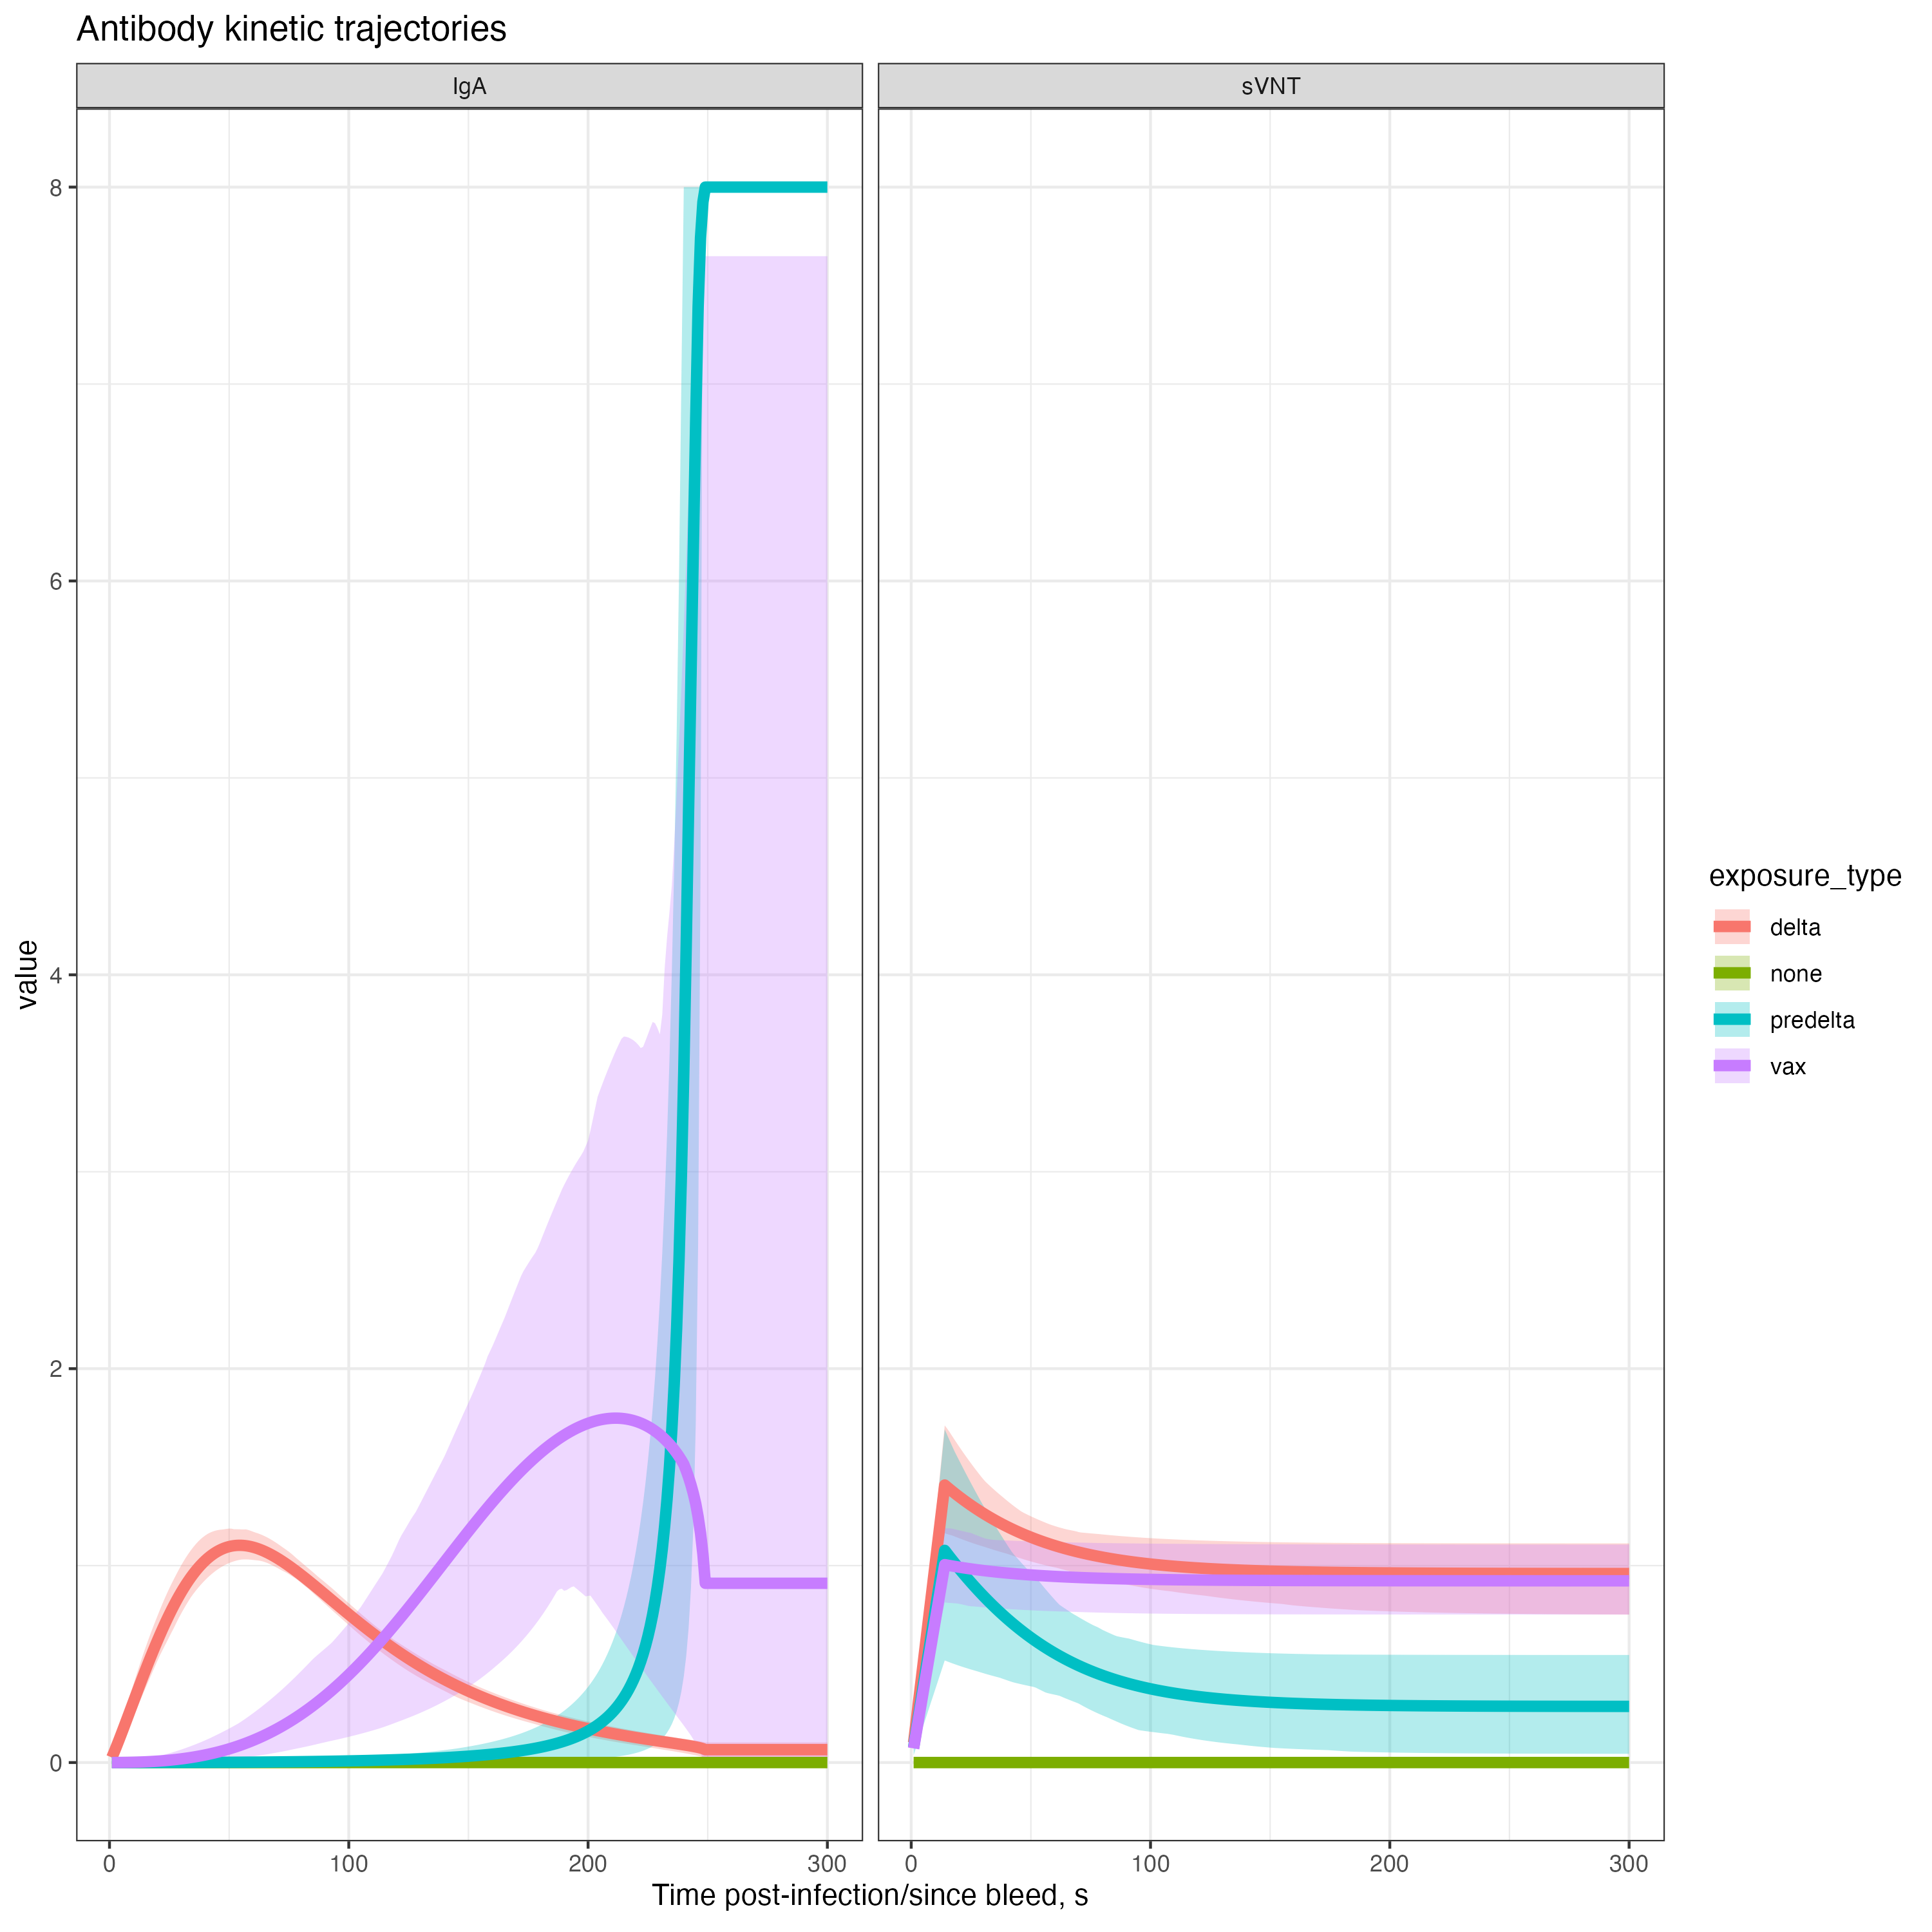 Antibody kinetic trajectories
IgA
sVNT
8
6
4
2
0
value
0 100 200 300
0 100 200 300
Time post-infection/since bleed, s
exposure_type
delta
none
predelta
vax